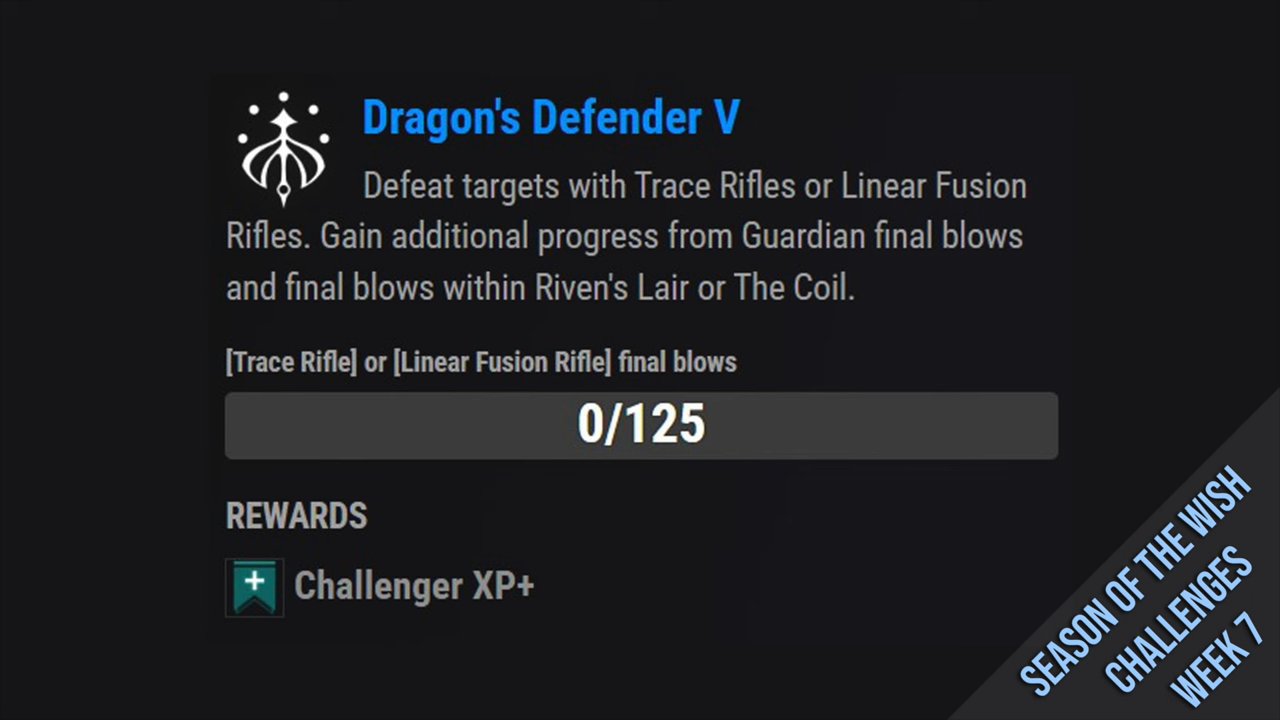 Dragon's Defender V
Defeat targets with Trace Rifles or Linear Fusion
Rifles. Gain additional progress from Guardian final blows
and final blows within Riven's Lair or The Coil.
[Trace Rifle] or [Linear Fusion Rifle] final blows
0/125
REWARDS
Challenger XP+
SEASON OF THE WISH
CHALLENGES
WEEK 7